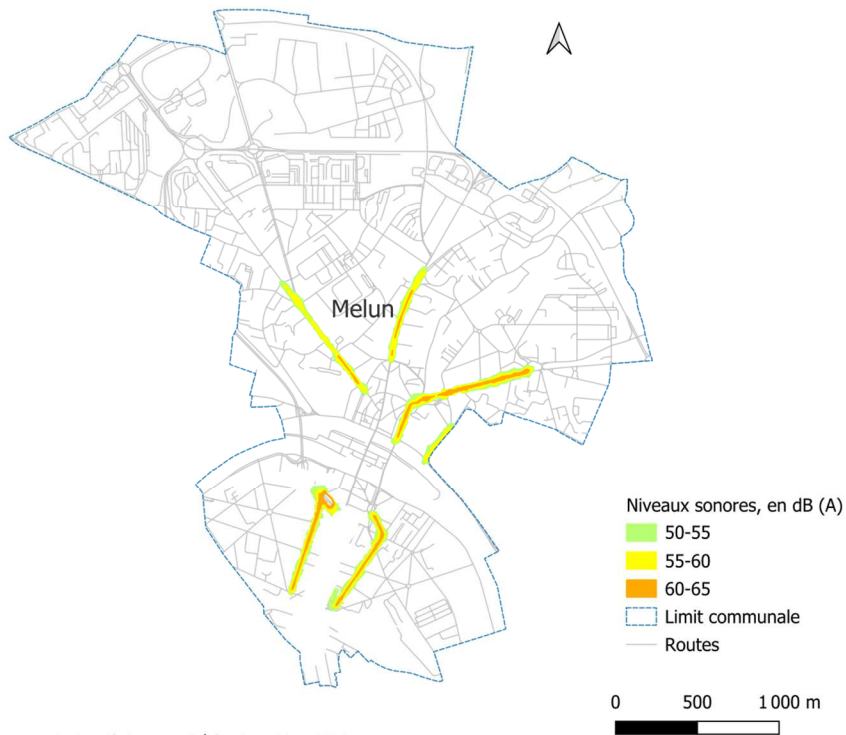 Melun
Niveaux sonores, en dB (A)
50-55
55-60
60-65
Limit communale
Routes
0 500 1 000 m